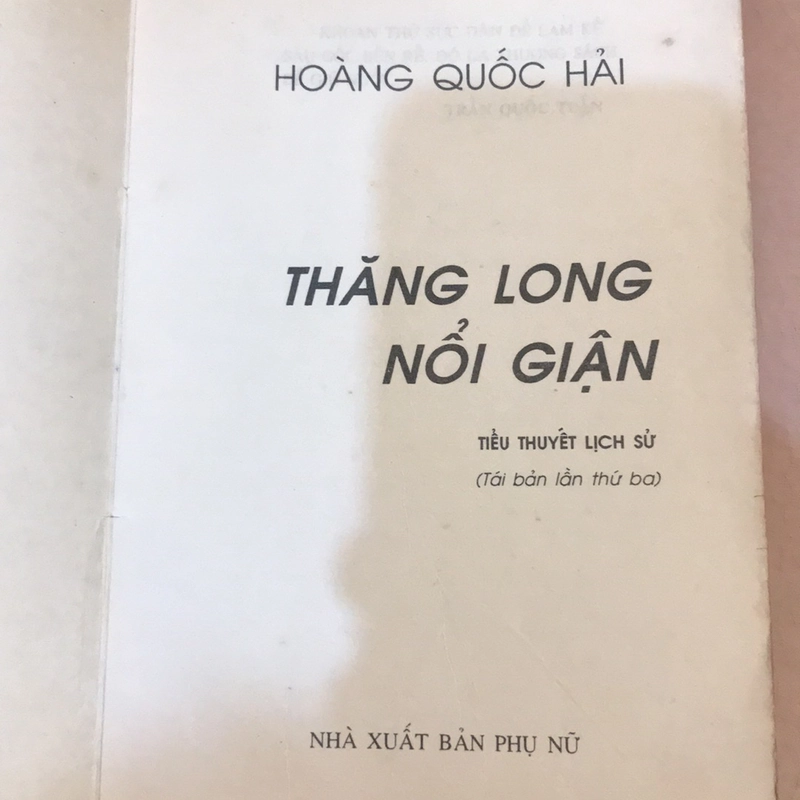 HOÀNG QUỐC HẢI
THĂNG LONG
NỔI GIẬN
TIỂU THUYẾT LỊCH SỬ
(Tái bản lần thứ ba)
NHÀ XUẤT BẢN PHỤ NỮ